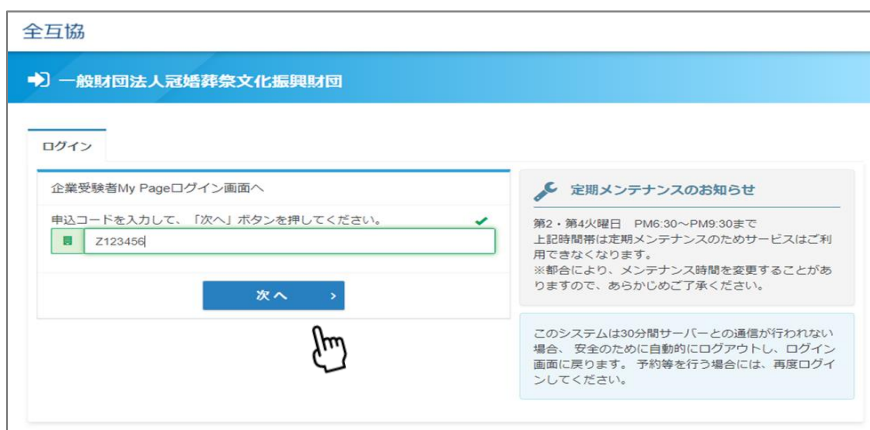 全互協
一般財団法人冠婚葬祭文化振興財団
ログイン
企業受験者My Pageログイン画面へ
申込コードを入力して、「次へ」ボタンを押してください。
Z123456
次へ
定期メンテナンスのお知らせ
第2・第4火曜日 PM6:30～PM9:30まで
上記時間帯は定期メンテナンスのためサービスはご利
用できなくなります。
※都合により、メンテナンス時間を変更することがあ
りますので、あらかじめご了承ください。
このシステムは30分間サーバーとの通信が行われない
場合、安全のために自動的にログアウトし、ログイン
画面に戻ります。 予約等を行う場合には、再度ログイ
ンしてください。